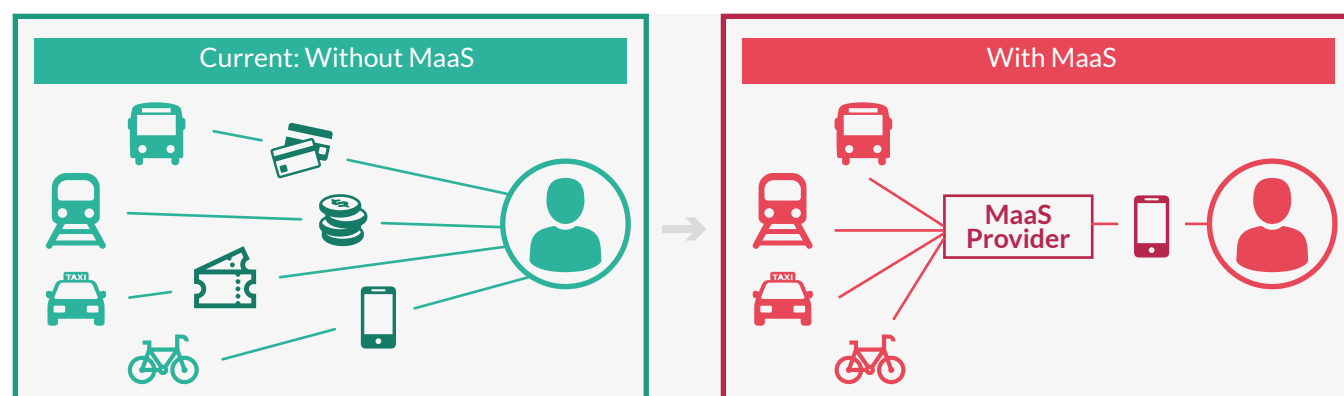 Current: Without MaaS
TAXI
With MaaS
TAXI
MaaS
Provider